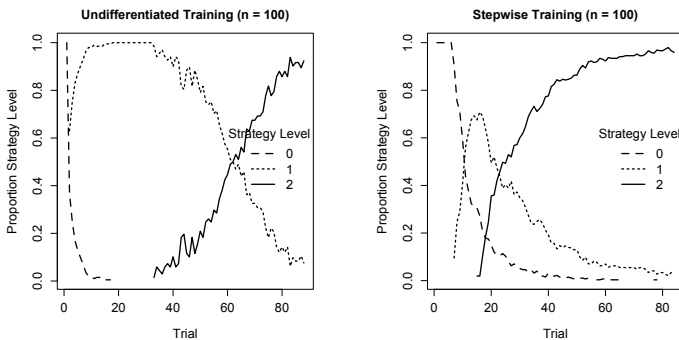 Undifferentiated Training (n = 100)
Proportion Strategy Level
1.0
0.8
0.6
0.4
0.2
0.0
Strategy Level
0
1
2
0 20 40 60 80
Trial
Stepwise Training (n = 100)
Proportion Strategy Level
1.0
0.8
0.6
0.4
0.2
0.0
Strategy Level
0
1
2
0 20 40 60 80
Trial